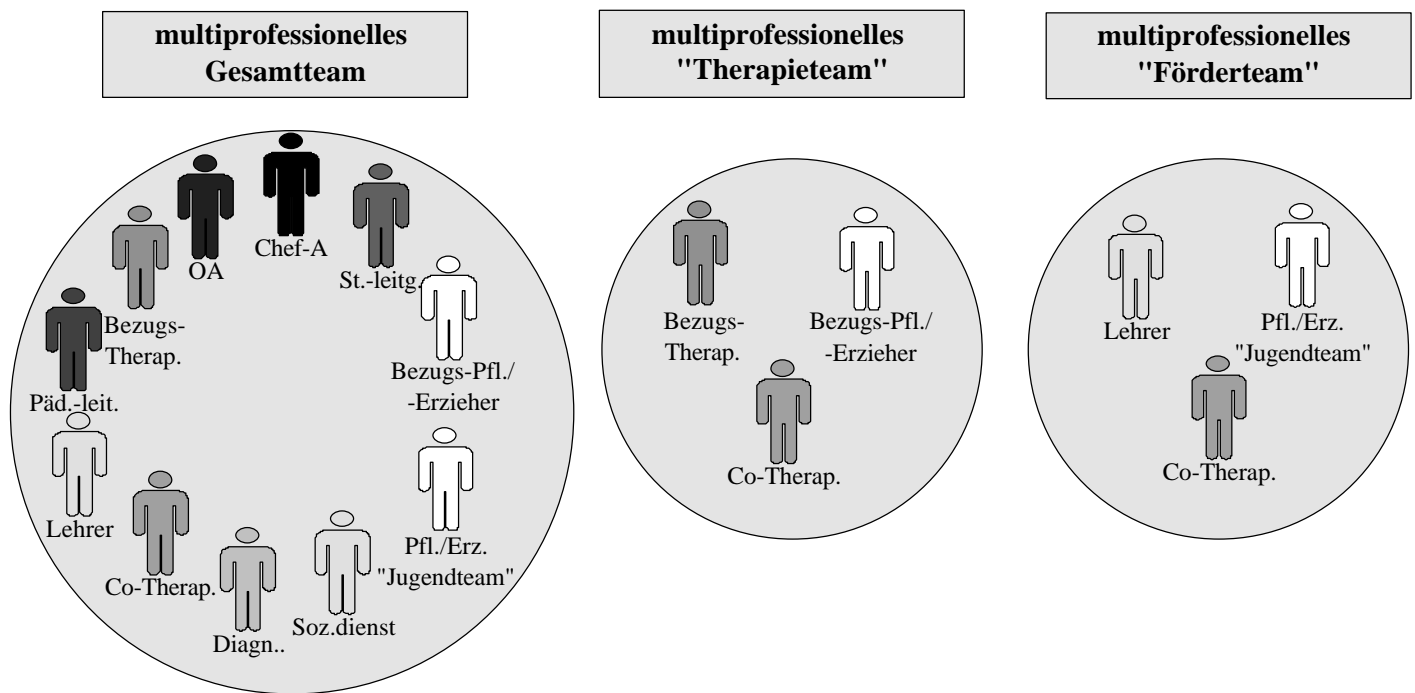 multiprofessionelles
Gesamtteam
multiprofessionelles
"Therapieteam"
multiprofessionelles
"Förderteam"
Chef-A
OA
St.-leitg.
Bezugs-
Therap.
Bezugs-Pfl./
-Erzieher
Päd.-leit.
Lehrer
Co-Therap.
Diagn..
Soz.dienst
Pfl./Erz.
"Jugendteam"
Bezugs-
Therap.
Bezugs-Pfl./
-Erzieher
Co-Therap.
Lehrer
Pfl./Erz.
"Jugendteam"
Co-Therap.